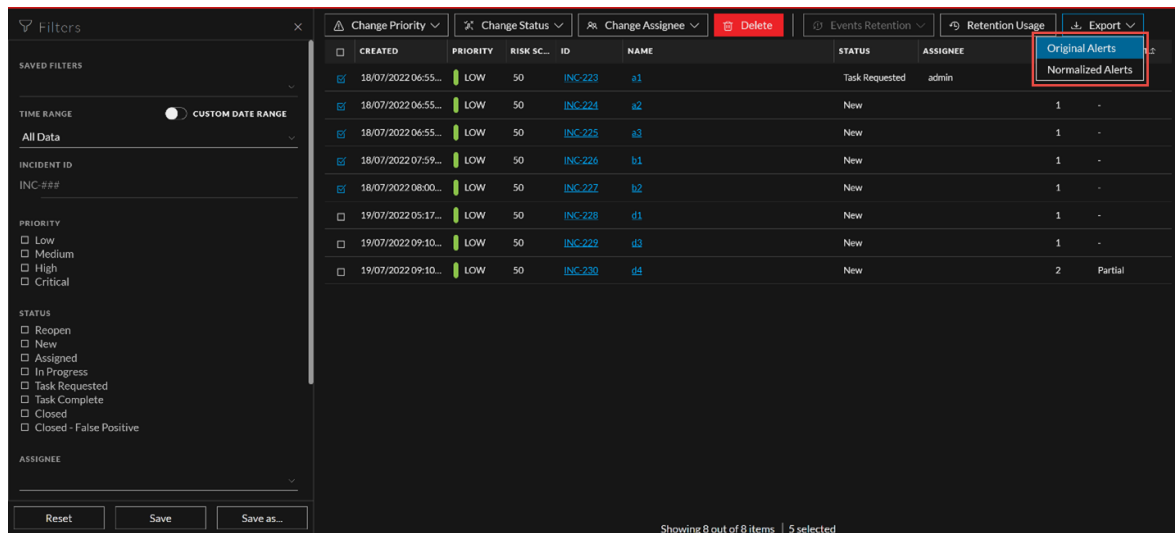 Filters
SAVED FILTERS
TIME RANGE
CUSTOM DATE RANGE
All Data
INCIDENT ID
INC-###
PRIORITY
Low
Medium
High
Critical
STATUS
Reopen
New
Assigned
In Progress
Task Requested
Task Complete
Closed
Closed - False Positive
ASSIGNEE
Reset Save Save as...
Change Priority Change Status Change Assignee Delete Events Retention Retention Usage Export
Original Alerts
Normalized Alerts
CREATED PRIORITY RISK SC... ID NAME STATUS ASSIGNEE
18/07/2022 06:55... LOW 50 INC-223 a1 Task Requested admin
18/07/2022 06:55... LOW 50 INC-224 a2 New 1 -
18/07/2022 06:55... LOW 50 INC-225 a3 New 1 -
18/07/2022 07:59... LOW 50 INC-226 b1 New 1 -
18/07/2022 08:00... LOW 50 INC-227 b2 New 1 -
19/07/2022 05:17... LOW 50 INC-228 d1 New 1 -
19/07/2022 09:10... LOW 50 INC-229 d3 New 1 -
19/07/2022 09:10... LOW 50 INC-230 d4 New 2 Partial
Showing 8 out of 8 items | 5 selected